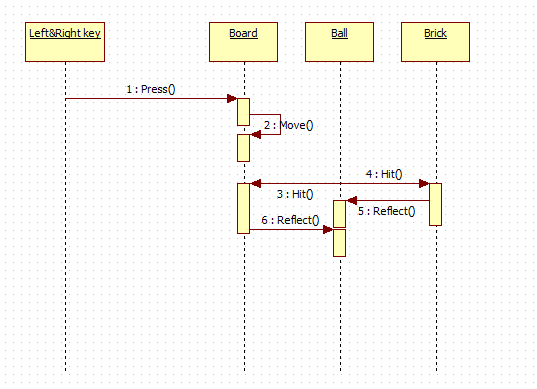 Left&Right key
Board
Ball
Brick
1 : Press()
2 : Move()
4 : Hit()
3 : Hit()
5 : Reflect()
6 : Reflect()